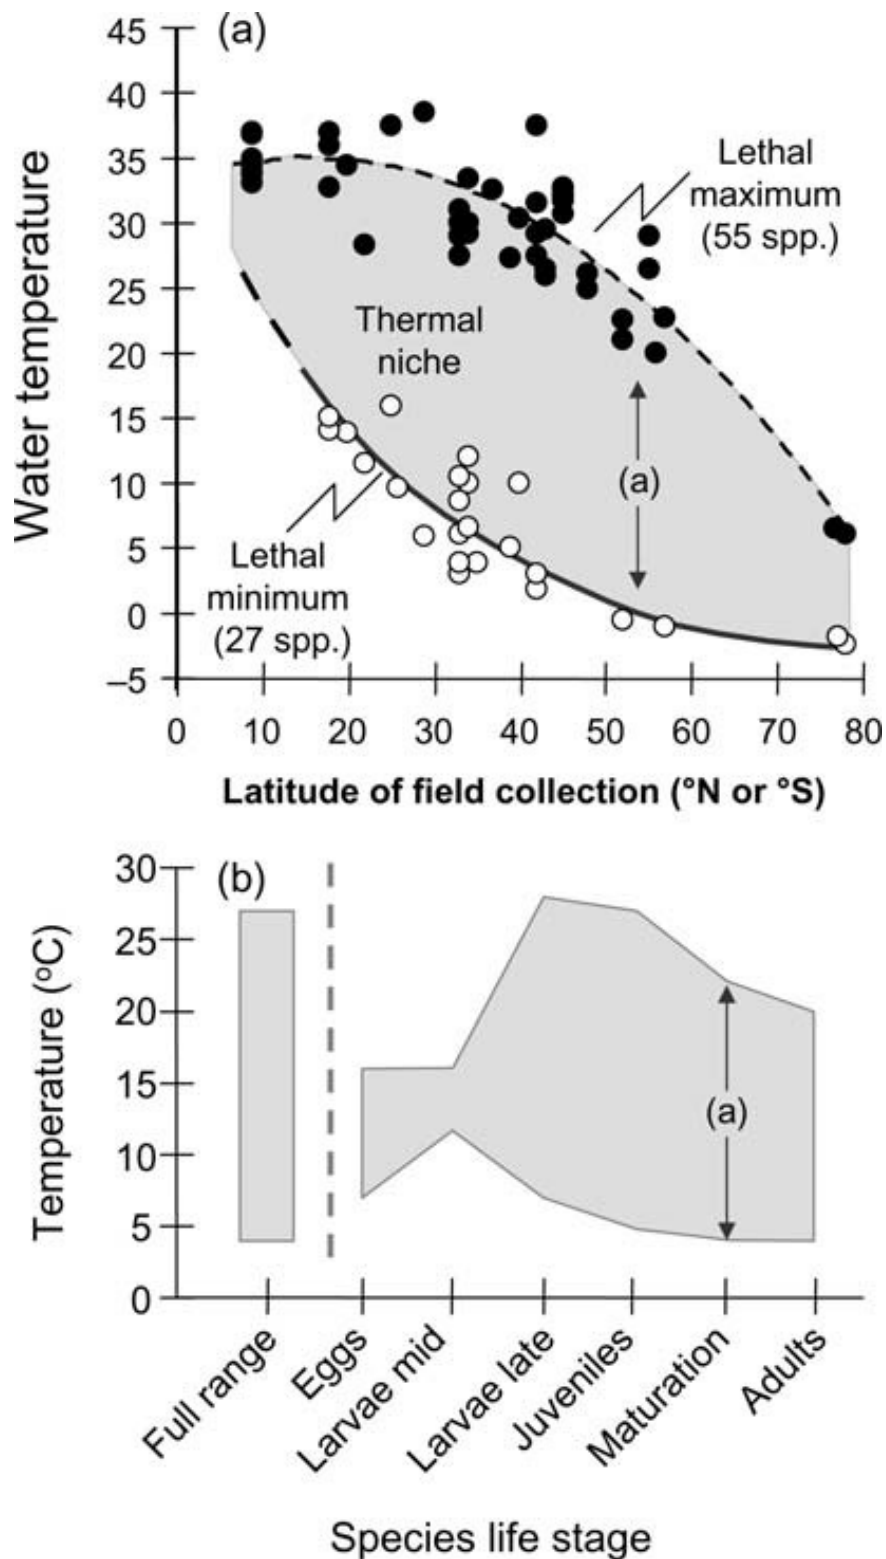 (a)
Water temperature
45
40
35
30
25
20
15
10
5
0
–5
Lethal
maximum
(55 spp.)
Thermal
niche
(a)
Lethal
minimum
(27 spp.)
0 10 20 30 40 50 60 70 80
Latitude of field collection (°N or °S)
(b)
Temperature (ºC)
30
25
20
15
10
5
0
(a)
Full range
Eggs
Larvae mid
Larvae late
Juveniles
Maturation
Adults
Species life stage